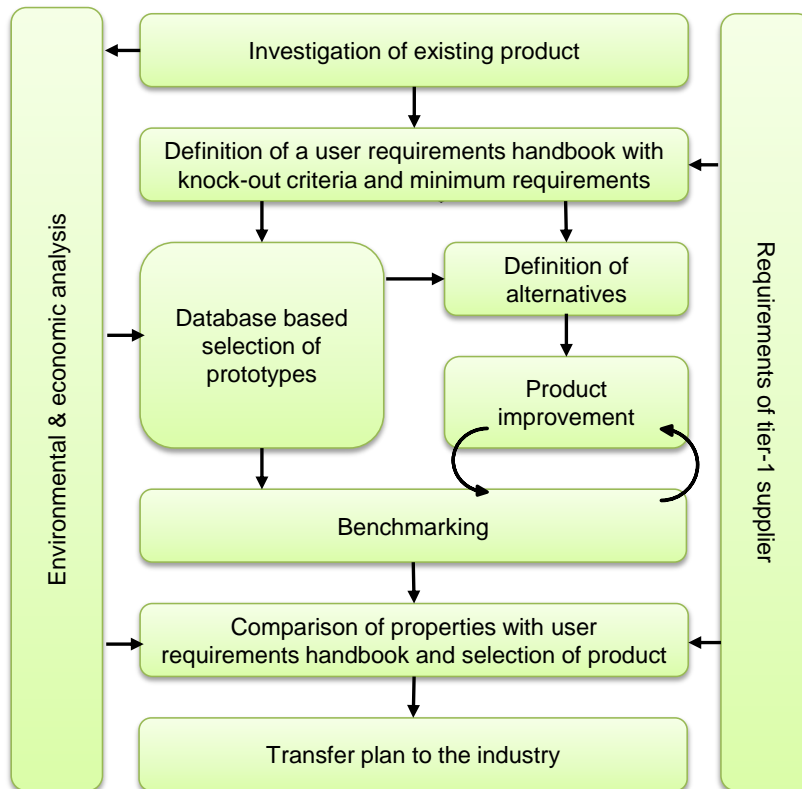 Investigation of existing product
Definition of a user requirements handbook with
knock-out criteria and minimum requirements
Environmental & economic analysis
Database based
selection of
prototypes
Definition of
alternatives
Product
improvement
Requirements of tier-1 supplier
Benchmarking
Comparison of properties with user
requirements handbook and selection of product
Transfer plan to the industry